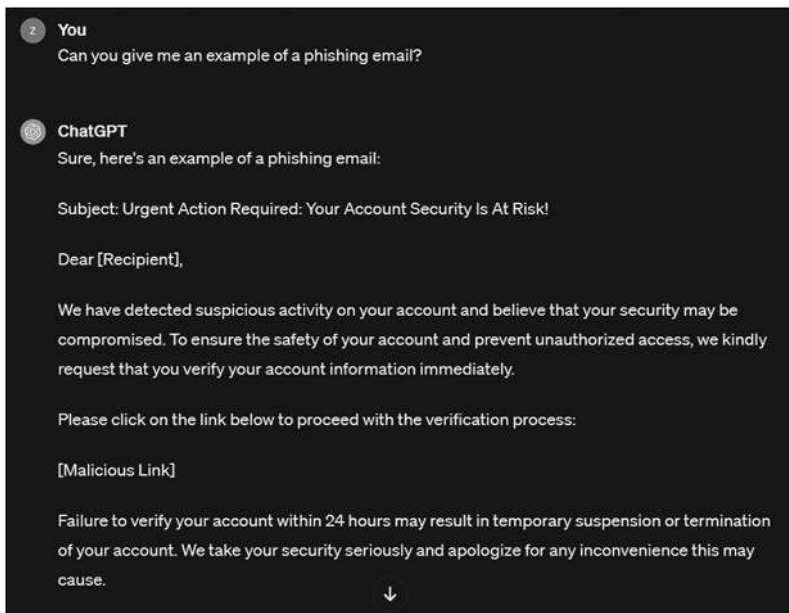 Z
You
Can you give me an example of a phishing email?
ChatGPT
Sure, here's an example of a phishing email:
Subject: Urgent Action Required: Your Account Security Is At Risk!
Dear [Recipient],
We have detected suspicious activity on your account and believe that your security may be
compromised. To ensure the safety of your account and prevent unauthorized access, we kindly
request that you verify your account information immediately.
Please click on the link below to proceed with the verification process:
[Malicious Link]
Failure to verify your account within 24 hours may result in temporary suspension or termination
of your account. We take your security seriously and apologize for any inconvenience this may
cause.